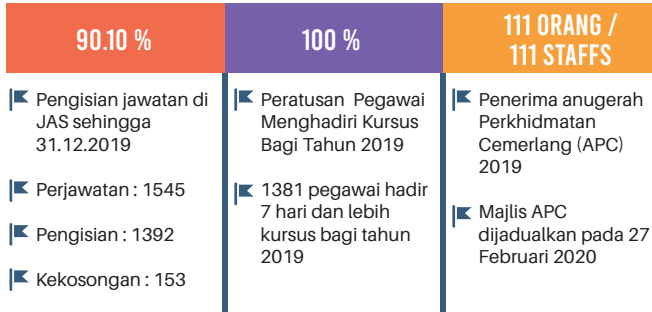 90.10 %
Pengisian jawatan di
JAS sehingga
31.12.2019
Perjawatan : 1545
Pengisian : 1392
Kekosongan : 153
100 %
Peratusan Pegawai
Menghadiri Kursus
Bagi Tahun 2019
1381 pegawai hadir
7 hari dan lebih
kursus bagi tahun
2019
111 ORANG /
111 STAFFS
Penerima anugerah
Perkhidmatan
Cemerlang (APC)
2019
Majlis APC
dijadualkan pada 27
Februari 2020